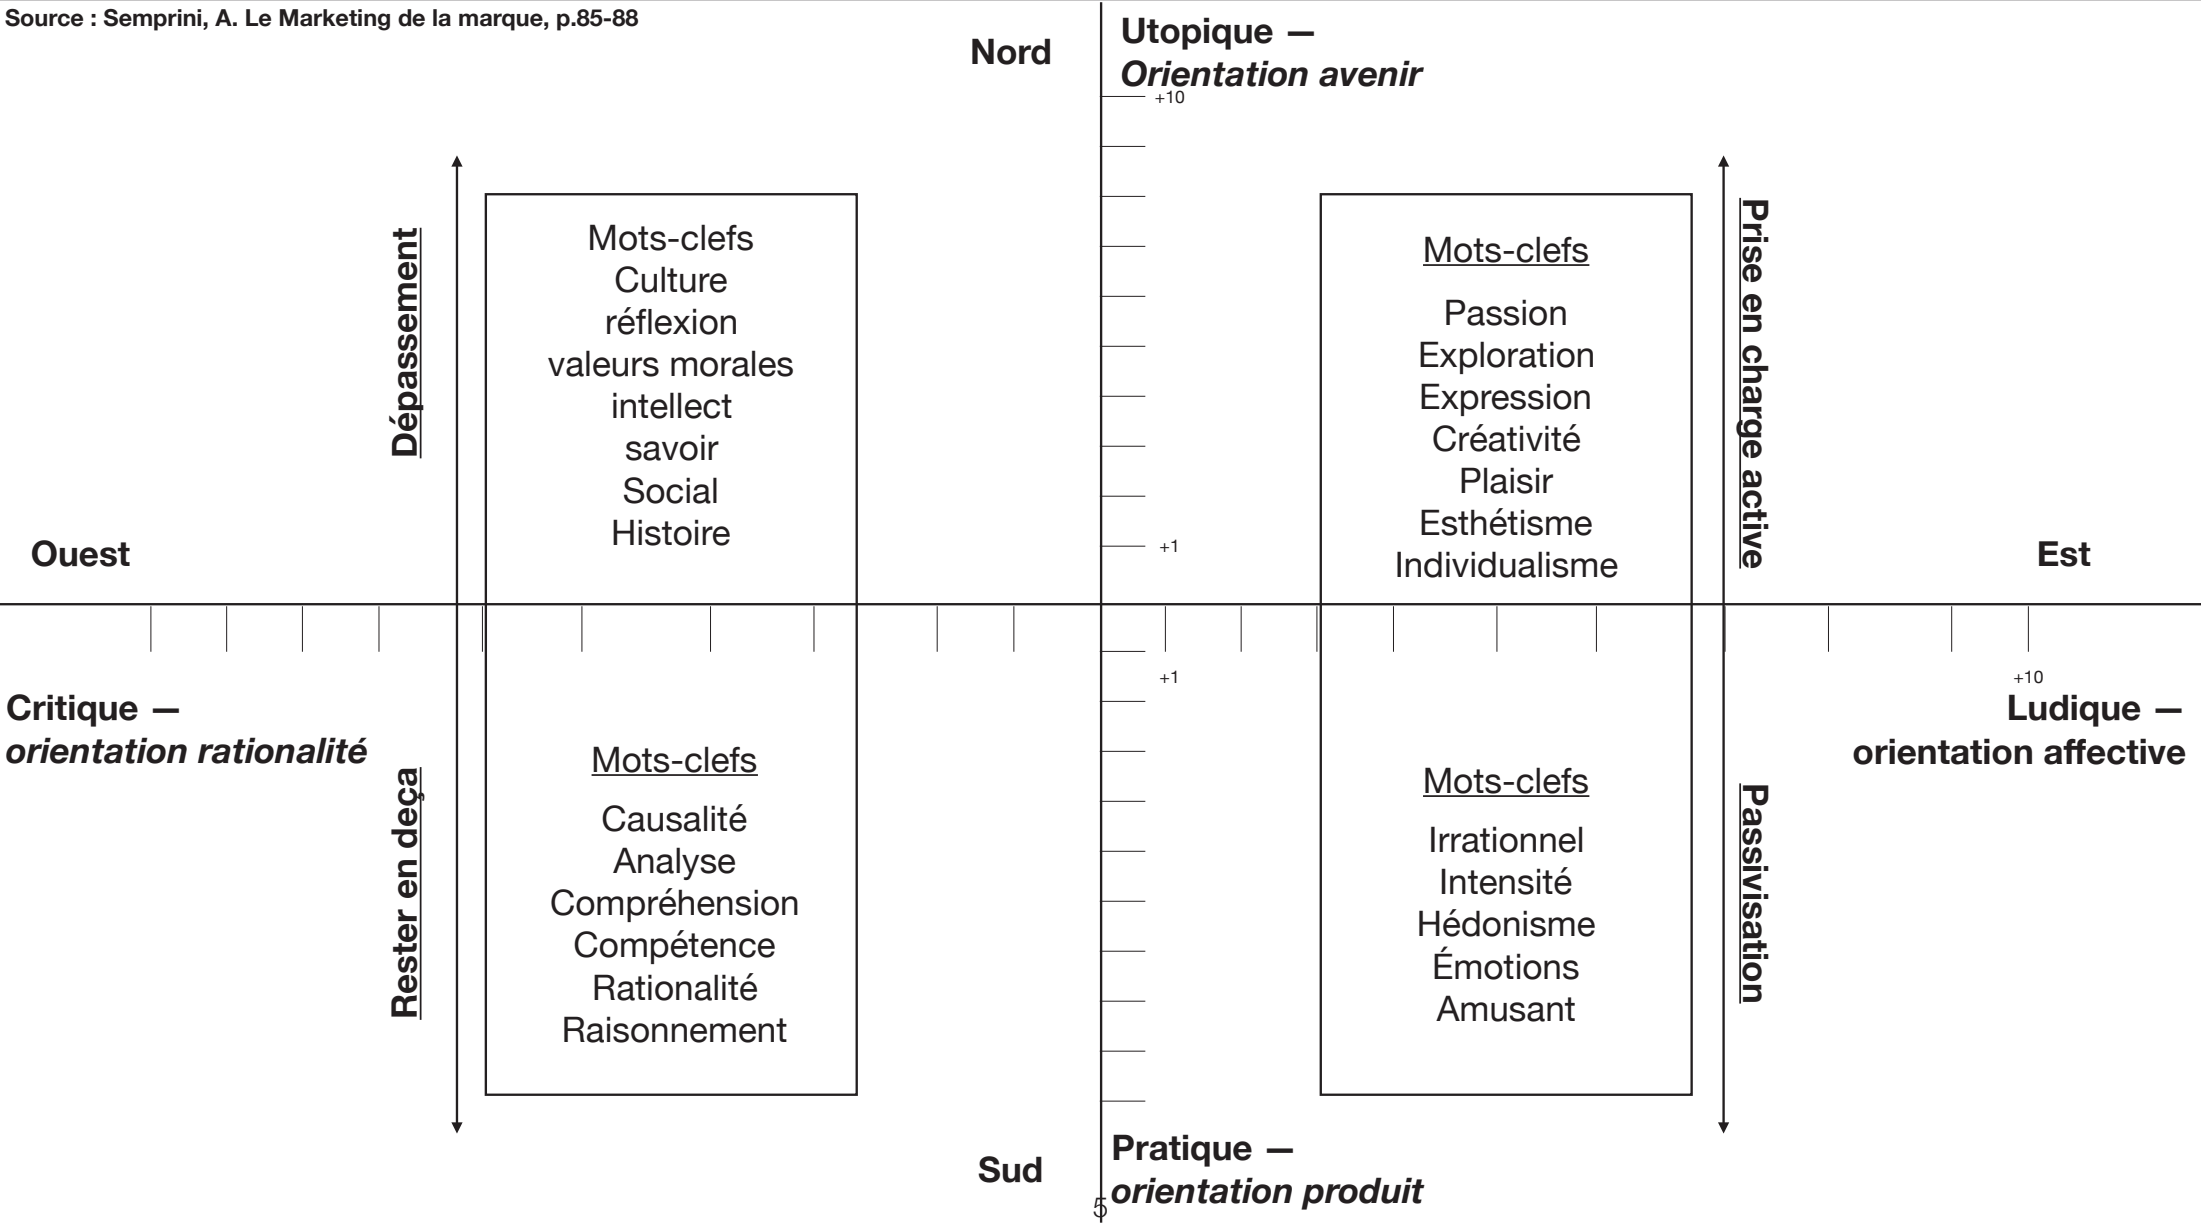 Source : Semprini, A. Le Marketing de la marque, p.85-88
Nord
Utopique —
Orientation avenir
+10
Dépassement
Mots-clefs
Culture
réflexion
valeurs morales
intellect
savoir
Social
Histoire
Mots-clefs
Passion
Exploration
Expression
Créativité
Plaisir
Esthétisme
Individualisme
Prise en charge active
+1
Ouest
Est
+1
+10
Critique —
orientation rationalité
Ludique —
orientation affective
Rester en deça
Mots-clefs
Causalité
Analyse
Compréhension
Compétence
Rationalité
Raisonnement
Mots-clefs
Irrationnel
Intensité
Hédonisme
Émotions
Amusant
Passivisation
Sud
Pratique —
orientation produit
5